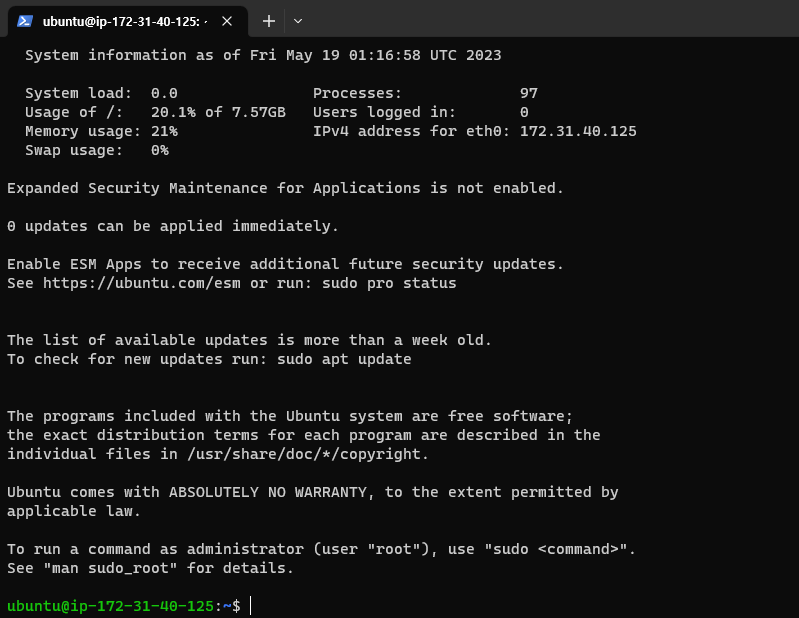 ubuntu@ip-172-31-40-125: ~
System information as of Fri May 19 01:16:58 UTC 2023
System load:  0.0               Processes:             97
Usage of /:   20.1% of 7.57GB   Users logged in:       0
Memory usage: 21%               IPv4 address for eth0: 172.31.40.125
Swap usage:   0%
Expanded Security Maintenance for Applications is not enabled.
0 updates can be applied immediately.
Enable ESM Apps to receive additional future security updates.
See https://ubuntu.com/esm or run: sudo pro status
The list of available updates is more than a week old.
To check for new updates run: sudo apt update
The programs included with the Ubuntu system are free software;
the exact distribution terms for each program are described in the
individual files in /usr/share/doc/*/copyright.
Ubuntu comes with ABSOLUTELY NO WARRANTY, to the extent permitted by
applicable law.
To run a command as administrator (user "root"), use "sudo <command>".
See "man sudo_root" for details.
ubuntu@ip-172-31-40-125:~$